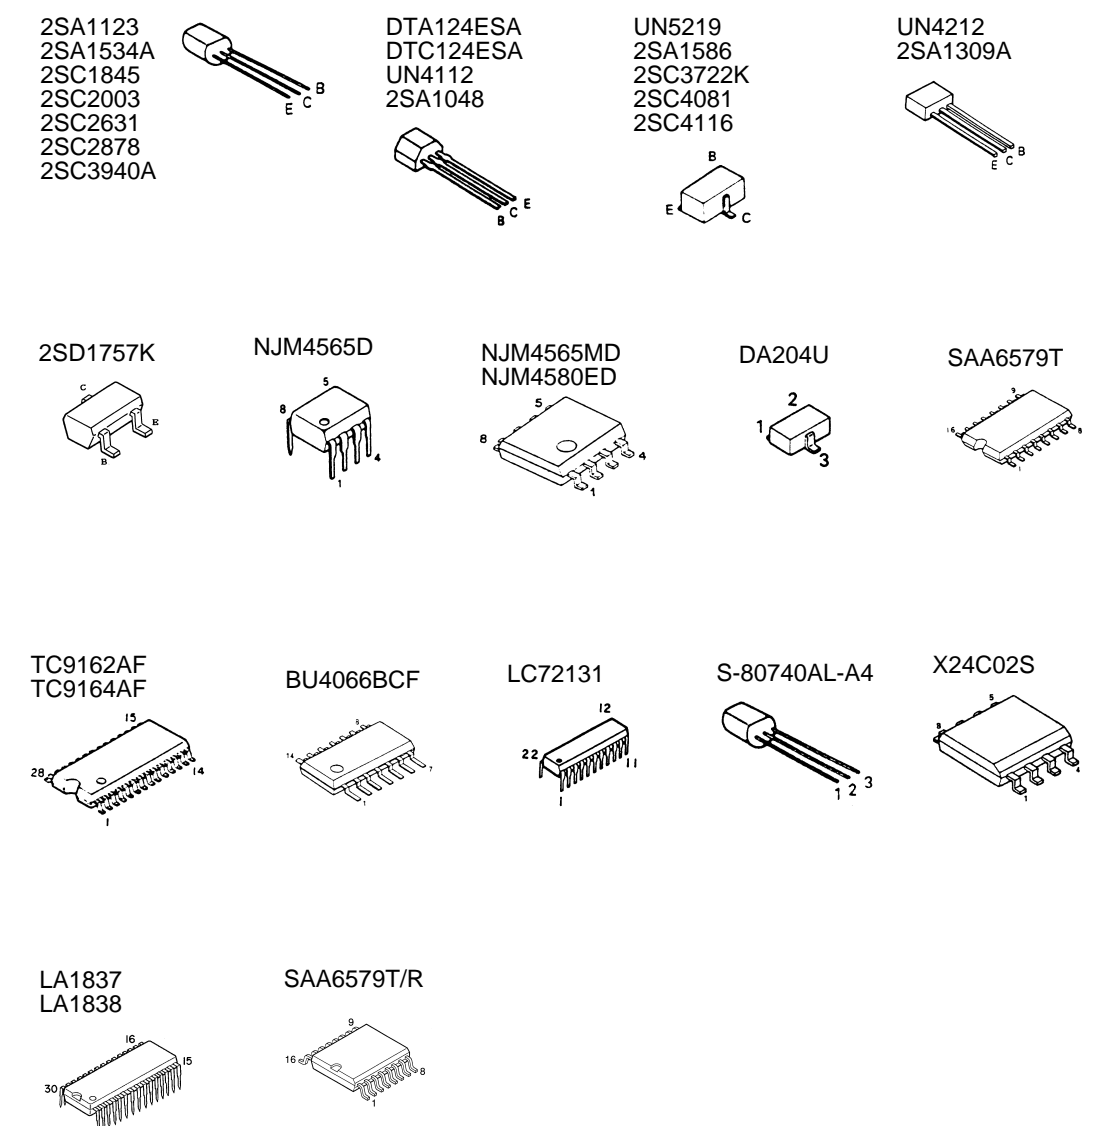 2SA1123
2SA1534A
2SC1845
2SC2003
2SC2631
2SC2878
2SC3940A
B
C
E
DTA124ESA
DTC124ESA
UN4112
2SA1048
E
C
B
UN5219
2SA1586
2SC3722K
2SC4081
2SC4116
B
E
C
UN4212
2SA1309A
B
C
E
2SD1757K
C
E
B
NJM4565D
5
8
4
1
NJM4565MD
NJM4580ED
5
8
4
1
DA204U
2
1
3
SAA6579T
9
16
8
1
TC9162AF
TC9164AF
15
28
14
1
BU4066BCF
8
14
7
1
LC72131
12
22
11
1
S-80740AL-A4
1 2 3
X24C02S
5
8
4
1
LA1837
LA1838
16
15
30
SAA6579T/R
9
16
8
1